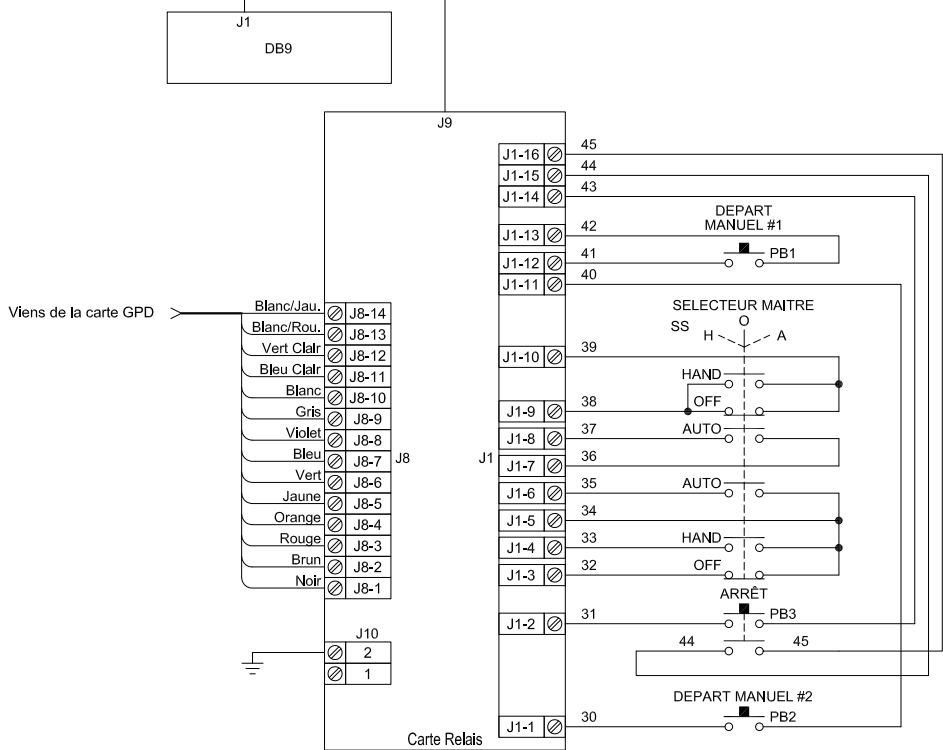 J1
DB9
J9
J1-16 45
J1-15 44
J1-14 43
DEPART
MANUEL #1
J1-13 42
J1-12 41 PB1
J1-11 40
Viens de la carte GPD
Blanc/Jau. J8-14
Blanc/Rou. J8-13
Vert Clair J8-12
Bleu Clair J8-11
Blanc J8-10
Gris J8-9
Violet J8-8
Bleu J8-7
Vert J8-6
Jaune J8-5
Orange J8-4
Rouge J8-3
Brun J8-2
Noir J8-1
J8
J1
SELECTEUR MAITRE
SS H O A
J1-10 39
HAND
J1-9 38 OFF
J1-8 37 AUTO
J1-7 36
J1-6 35 AUTO
J1-5 34
J1-4 33 HAND
J1-3 32 OFF
ARRÊT
J1-2 31 PB3
44 45
J10
2
1
DEPART MANUEL #2
J1-1 30 PB2
Carte Relais